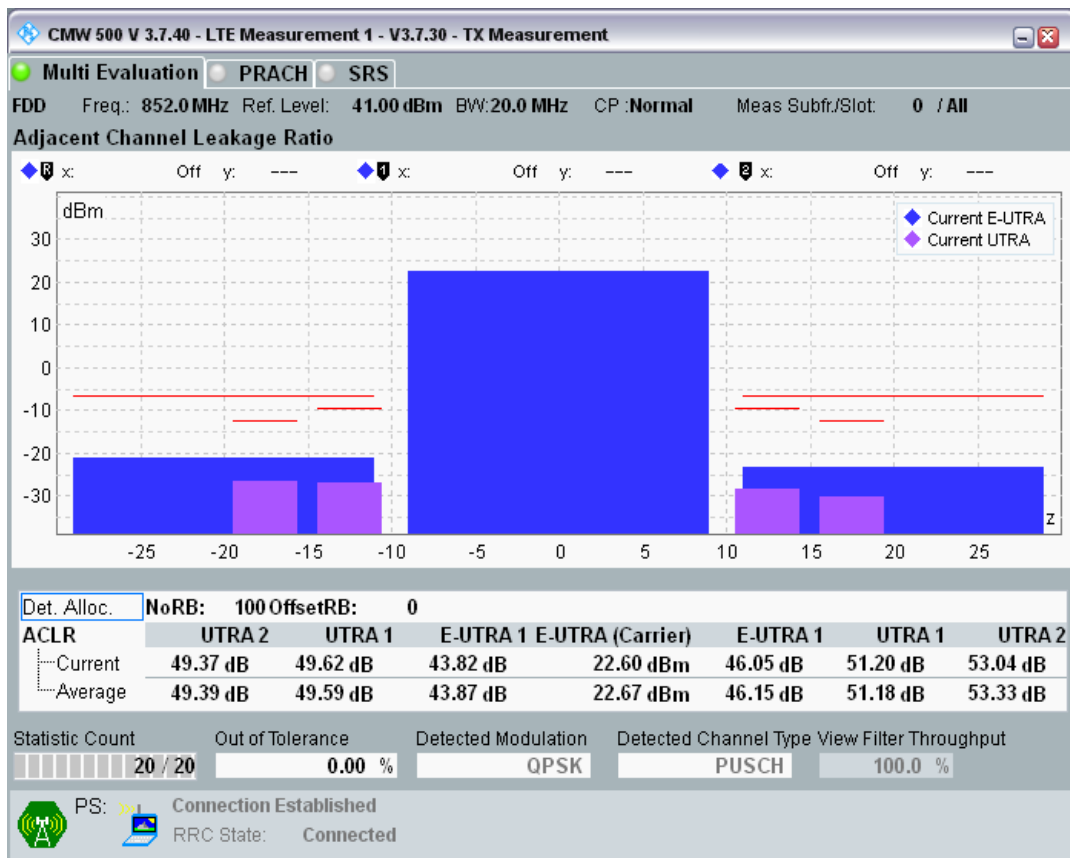 CMW 500 V 3.7.40 - LTE Measurement 1 - V3.7.30 - TX Measurement
Multi Evaluation PRACH SRS
FDD Freq.: 852.0 MHz Ref. Level: 41.00 dBm BW:20.0 MHz CP :Normal Meas Subfr./Slot: 0 / All
Adjacent Channel Leakage Ratio
R x: Off y: --- 1 x: Off y: --- 2 x: Off y: ---
dBm
Current E-UTRA
Current UTRA
30
20
10
0
-10
-20
-30
z
-25 -20 -15 -10 -5 0 5 10 15 20 25
Det. Alloc. NoRB: 100 OffsetRB: 0
ACLR UTRA 2 UTRA 1 E-UTRA 1 E-UTRA (Carrier) E-UTRA 1 UTRA 1 UTRA 2
Current 49.37 dB 49.62 dB 43.82 dB 22.60 dBm 46.05 dB 51.20 dB 53.04 dB
Average 49.39 dB 49.59 dB 43.87 dB 22.67 dBm 46.15 dB 51.18 dB 53.33 dB
Statistic Count Out of Tolerance Detected Modulation Detected Channel Type View Filter Throughput
20 / 20 0.00 % QPSK PUSCH 100.0 %
PS: Connection Established
RRC State: Connected